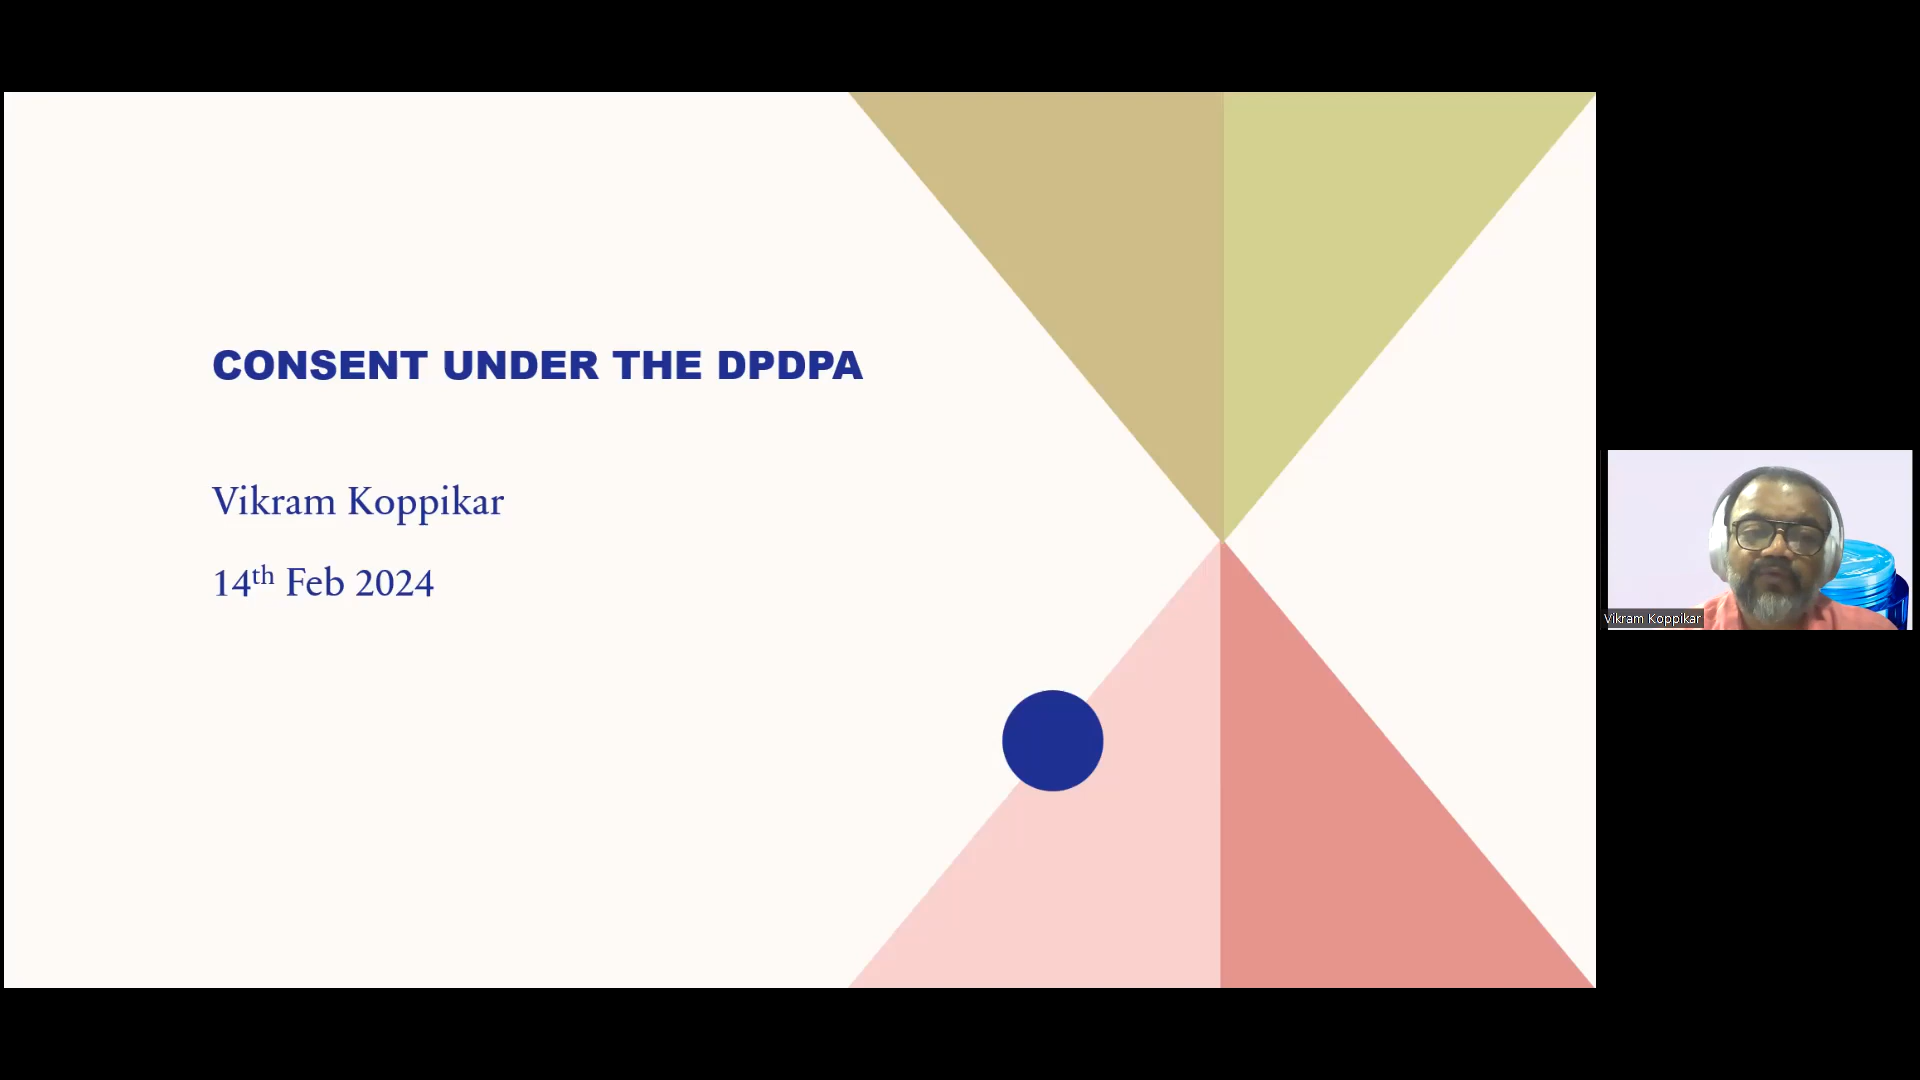 CONSENT UNDER THE DPDPA
Vikram Koppikar
14th Feb 2024
Vikram Koppikar